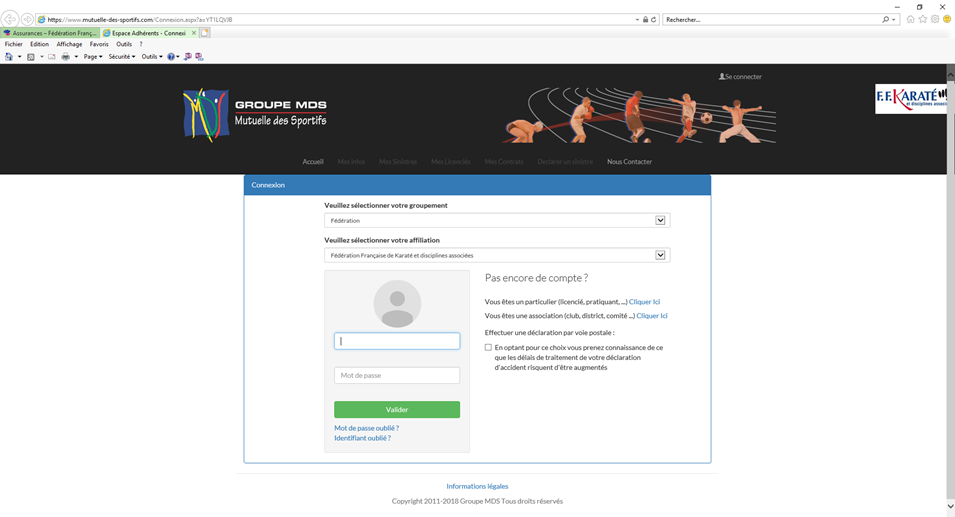 https://www.mutuelle-des-sportifs.com/Connexion.aspx?a=YT1LQVJB
Rechercher...
Assurances – Fédération Franç...
Espace Adhérents - Connexi
Fichier Edition Affichage Favoris Outils ?
Page Sécurité Outils
Se connecter
GROUPE MDS
Mutuelle des Sportifs
F.F.KARATÉ
et disciplines associé
Accueil Mes Infos Mes Sinistres Mes Licenciés Mes Contrats Declarer un sinistre Nous Contacter
Connexion
Veuillez sélectionner votre groupement
Fédération
Veuillez sélectionner votre affiliation
Fédération Française de Karaté et disciplines associées
Mot de passe
Valider
Mot de passe oublié ?
Identifiant oublié ?
Pas encore de compte ?
Vous êtes un particulier (licencié, pratiquant, ...) Cliquer Ici
Vous êtes une association (club, district, comité ...) Cliquer Ici
Effectuer une déclaration par voie postale :
En optant pour ce choix vous prenez connaissance de ce
que les délais de traitement de votre déclaration
d'accident risquent d'être augmentés
Informations légales
Copyright 2011-2018 Groupe MDS Tous droits réservés